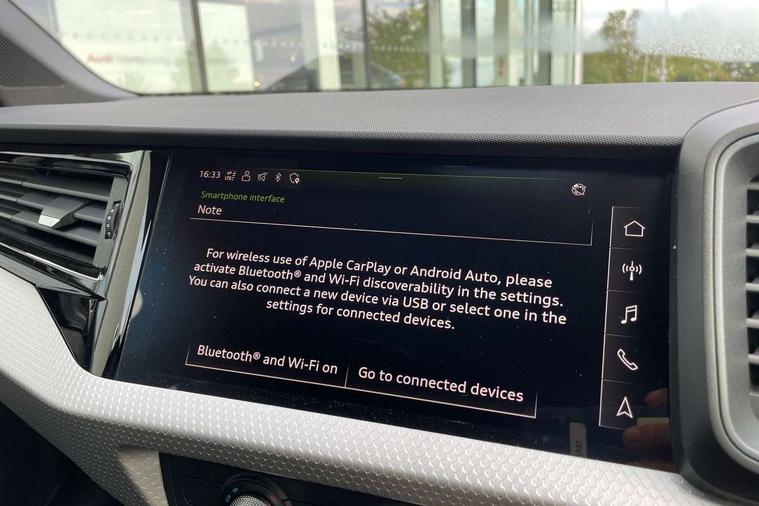 Audi
16:33 LTE
Smartphone interface
Note
For wireless use of Apple CarPlay or Android Auto, please
activate Bluetooth® and Wi-Fi discoverability in the settings.
You can also connect a new device via USB or select one in the
settings for connected devices.
Bluetooth® and Wi-Fi on
Go to connected devices